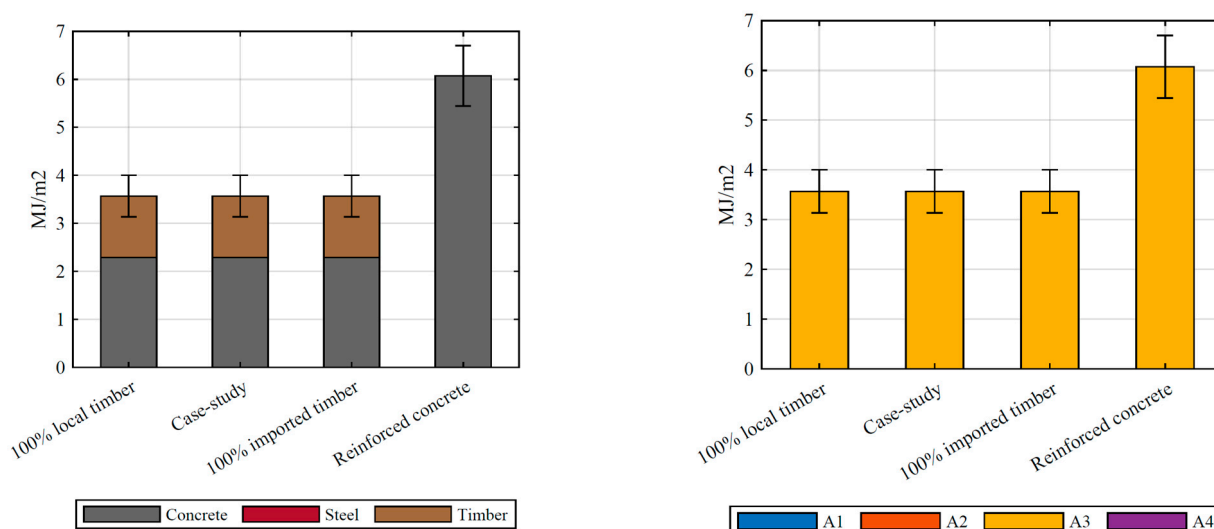 7
6
5
4
3
2
1
0
MJ/m2
100% local timber
Case-study
100% imported timber
Reinforced concrete
Concrete
Steel
Timber
7
6
5
4
3
2
1
0
MJ/m2
100% local timber
Case-study
100% imported timber
Reinforced concrete
A1
A2
A3
A4